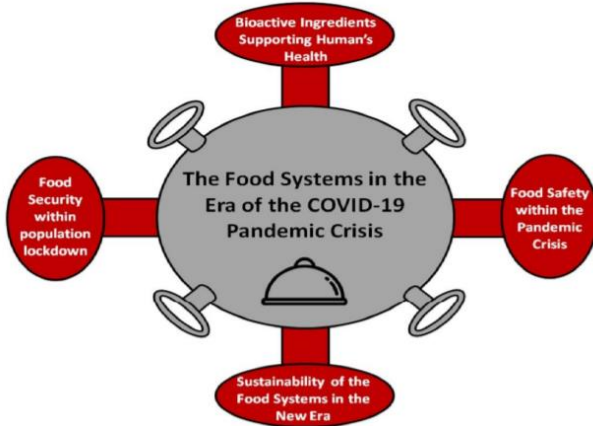 Bioactive Ingredients
Supporting Human's
Health
The Food Systems in the
Era of the COVID-19
Pandemic Crisis
Food
Security
within
population
lockdown
Food Safety
within the
Pandemic
Crisis
Sustainability of the
Food Systems in the
New Era